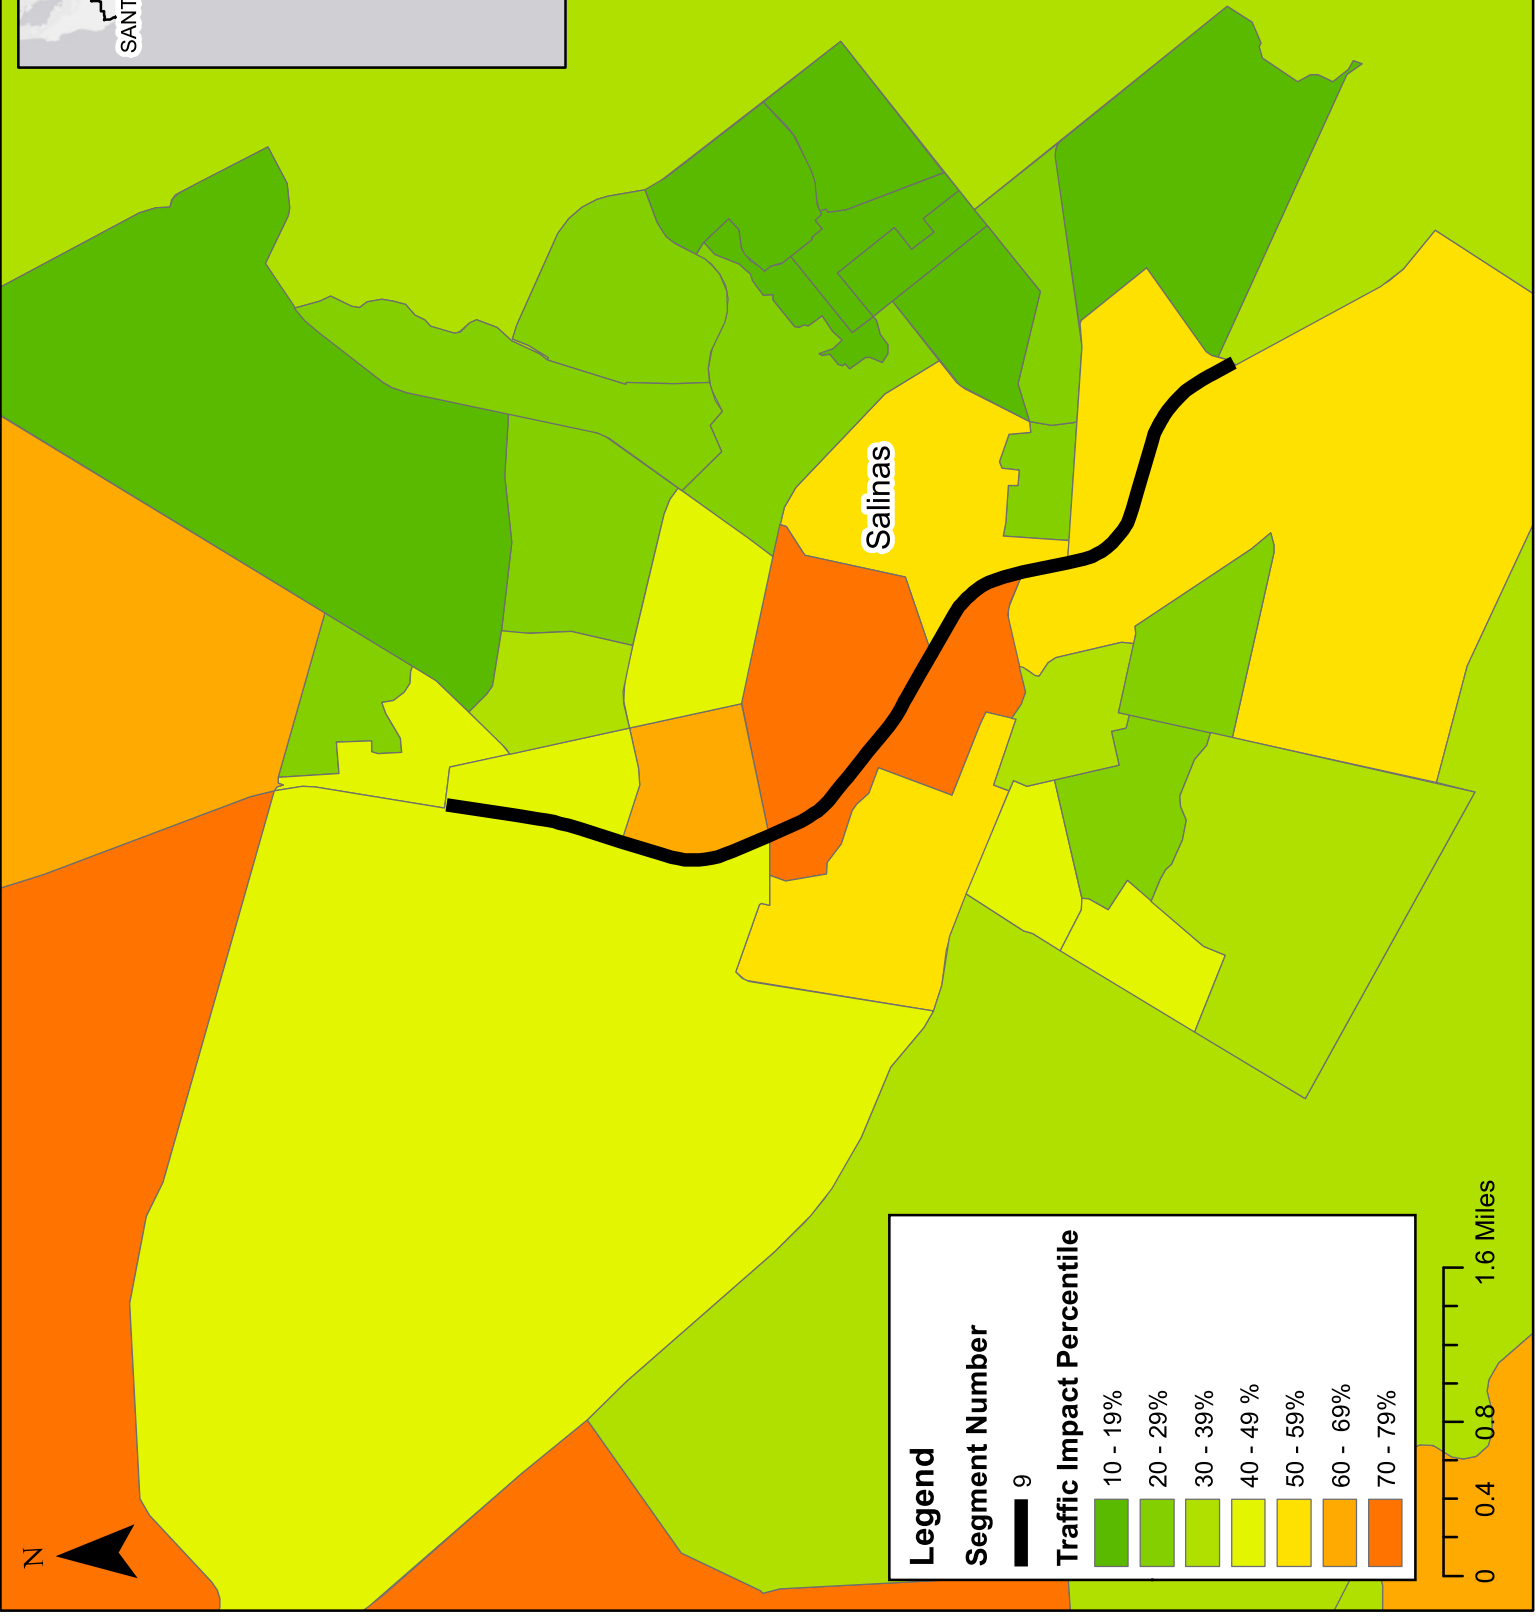 SANT
N
Salinas
Legend
Segment Number
9
Traffic Impact Percentile
10 - 19%
20 - 29%
30 - 39%
40 - 49 %
50 - 59%
60 - 69%
70 - 79%
0 0.4 0.8 1.6 Miles